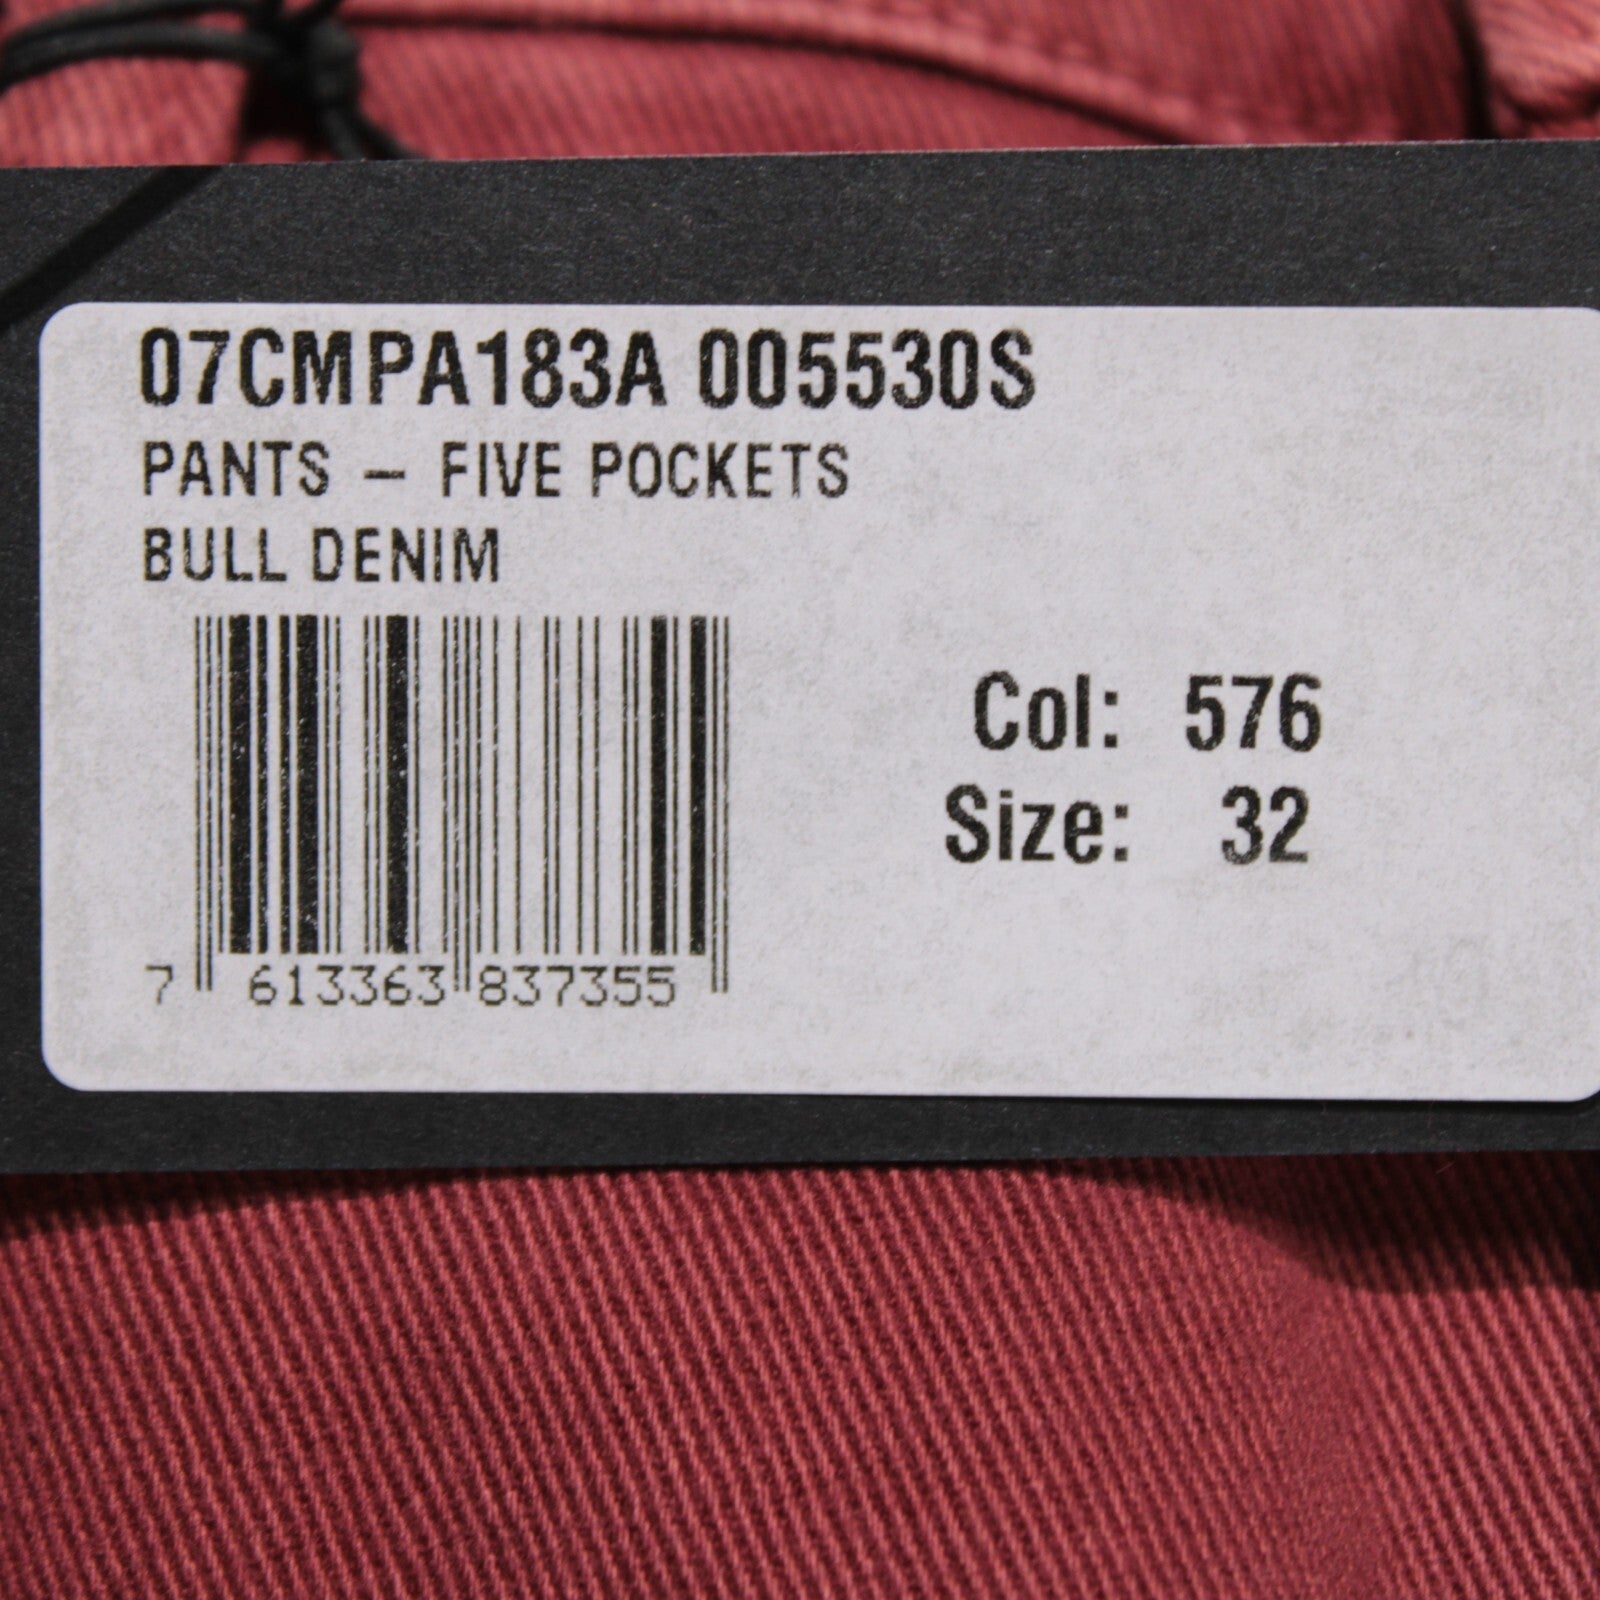 07CMPA183A 005530S
PANTS – FIVE POCKETS
BULL DENIM
Col: 576
Size: 32
7 613363 837355